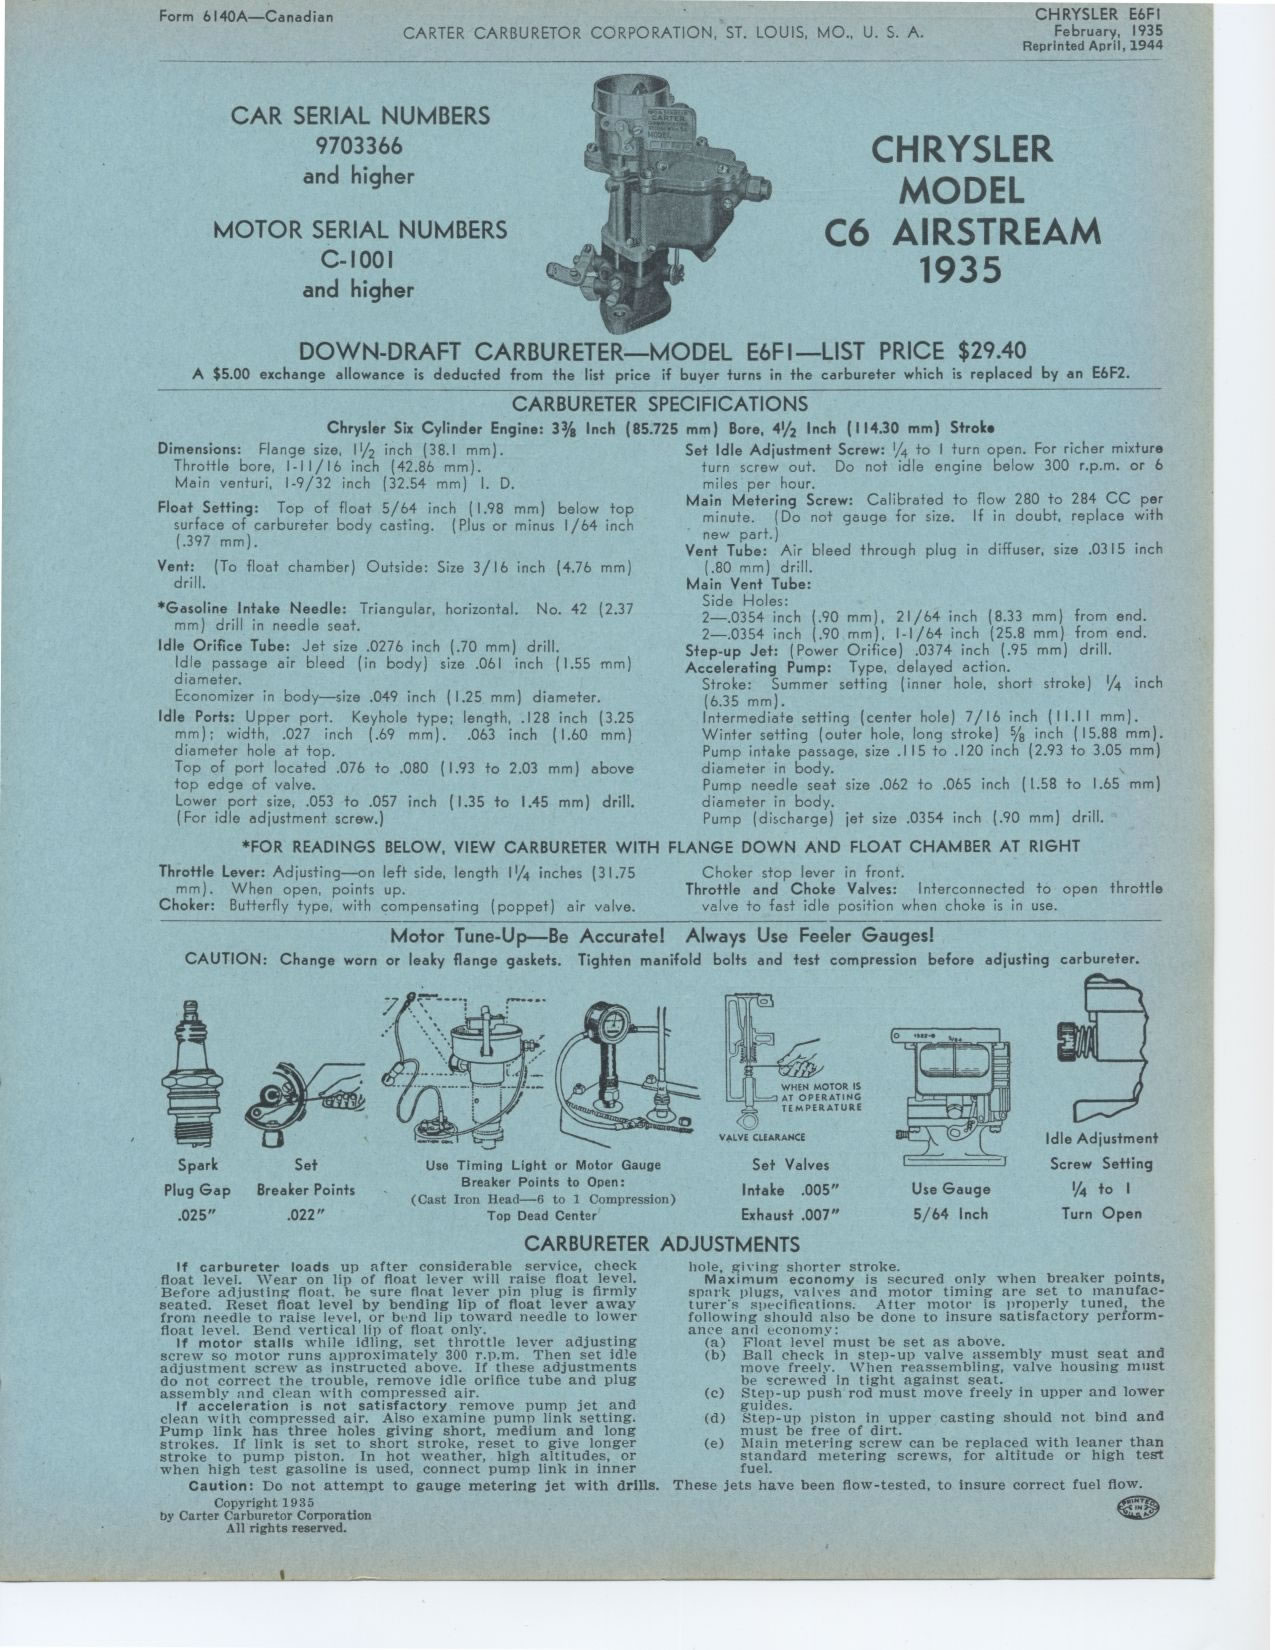 Form 6140A—Canadian
CARTER CARBURETOR CORPORATION, ST. LOUIS, MO., U. S. A.
CHRYSLER E6F1
February, 1935
Reprinted April, 1944
CAR SERIAL NUMBERS
9703366
and higher
MOTOR SERIAL NUMBERS
C-1001
and higher
CARTER
MODEL
CHRYSLER
MODEL
C6 AIRSTREAM
1935
DOWN-DRAFT CARBURETER—MODEL E6F1—LIST PRICE $29.40
A $5.00 exchange allowance is deducted from the list price if buyer turns in the carbureter which is replaced by an E6F2.
CARBURETER SPECIFICATIONS
Chrysler Six Cylinder Engine: 3⅜ Inch (85.725 mm) Bore, 4½ Inch (114.30 mm) Stroke
Dimensions: Flange size, 1½ inch (38.1 mm).
Throttle bore, 1-11/16 inch (42.86 mm).
Main venturi, 1-9/32 inch (32.54 mm) I. D.
Float Setting: Top of float 5/64 inch (1.98 mm) below top
surface of carbureter body casting. (Plus or minus 1/64 inch
(.397 mm).
Vent: (To float chamber) Outside: Size 3/16 inch (4.76 mm)
drill.
*Gasoline Intake Needle: Triangular, horizontal. No. 42 (2.37
mm) drill in needle seat.
Idle Orifice Tube: Jet size .0276 inch (.70 mm) drill.
Idle passage air bleed (in body) size .061 inch (1.55 mm)
diameter.
Economizer in body—size .049 inch (1.25 mm) diameter.
Idle Ports: Upper port. Keyhole type; length, .128 inch (3.25
mm); width, .027 inch (.69 mm). .063 inch (1.60 mm)
diameter hole at top.
Top of port located .076 to .080 (1.93 to 2.03 mm) above
top edge of valve.
Lower port size, .053 to .057 inch (1.35 to 1.45 mm) drill.
(For idle adjustment screw.)
Set Idle Adjustment Screw: ¼ to 1 turn open. For richer mixture
turn screw out. Do not idle engine below 300 r.p.m. or 6
miles per hour.
Main Metering Screw: Calibrated to flow 280 to 284 CC per
minute. (Do not gauge for size. If in doubt, replace with
new part.)
Vent Tube: Air bleed through plug in diffuser, size .0315 inch
(.80 mm) drill.
Main Vent Tube:
Side Holes:
2—.0354 inch (.90 mm), 21/64 inch (8.33 mm) from end.
2—.0354 inch (.90 mm), 1-1/64 inch (25.8 mm) from end.
Step-up Jet: (Power Orifice) .0374 inch (.95 mm) drill.
Accelerating Pump: Type, delayed action.
Stroke: Summer setting (inner hole, short stroke) ¼ inch
(6.35 mm).
Intermediate setting (center hole) 7/16 inch (11.11 mm).
Winter setting (outer hole, long stroke) ⅝ inch (15.88 mm).
Pump intake passage, size .115 to .120 inch (2.93 to 3.05 mm)
diameter in body.
Pump needle seat size .062 to .065 inch (1.58 to 1.65 mm)
diameter in body.
Pump (discharge) jet size .0354 inch (.90 mm) drill.
*FOR READINGS BELOW, VIEW CARBURETER WITH FLANGE DOWN AND FLOAT CHAMBER AT RIGHT
Throttle Lever: Adjusting—on left side, length 1¼ inches (31.75
mm). When open, points up.
Choker: Butterfly type, with compensating (poppet) air valve.
Choker stop lever in front.
Throttle and Choke Valves: Interconnected to open throttle
valve to fast idle position when choke is in use.
Motor Tune-Up—Be Accurate! Always Use Feeler Gauges!
CAUTION: Change worn or leaky flange gaskets. Tighten manifold bolts and test compression before adjusting carbureter.
WHEN MOTOR IS
AT OPERATING
TEMPERATURE
VALVE CLEARANCE
5/64
Spark
Plug Gap
.025"
Set
Breaker Points
.022"
Use Timing Light or Motor Gauge
Breaker Points to Open:
(Cast Iron Head—6 to 1 Compression)
Top Dead Center
Set Valves
Intake .005"
Exhaust .007"
Use Gauge
5/64 Inch
Idle Adjustment
Screw Setting
¼ to 1
Turn Open
CARBURETER ADJUSTMENTS
If carbureter loads up after considerable service, check
float level. Wear on lip of float lever will raise float level.
Before adjusting float, be sure float lever pin plug is firmly
seated. Reset float level by bending lip of float lever away
from needle to raise level, or bend lip toward needle to lower
float level. Bend vertical lip of float only.
If motor stalls while idling, set throttle lever adjusting
screw so motor runs approximately 300 r.p.m. Then set idle
adjustment screw as instructed above. If these adjustments
do not correct the trouble, remove idle orifice tube and plug
assembly and clean with compressed air.
If acceleration is not satisfactory remove pump jet and
clean with compressed air. Also examine pump link setting.
Pump link has three holes giving short, medium and long
strokes. If link is set to short stroke, reset to give longer
stroke to pump piston. In hot weather, high altitudes, or
when high test gasoline is used, connect pump link in inner
hole, giving shorter stroke.
Maximum economy is secured only when breaker points,
spark plugs, valves and motor timing are set to manufac-
turer's specifications. After motor is properly tuned, the
following should also be done to insure satisfactory perform-
ance and economy:
(a) Float level must be set as above.
(b) Ball check in step-up valve assembly must seat and
move freely. When reassembling, valve housing must
be screwed in tight against seat.
(c) Step-up push rod must move freely in upper and lower
guides.
(d) Step-up piston in upper casting should not bind and
must be free of dirt.
(e) Main metering screw can be replaced with leaner than
standard metering screws, for altitude or high test
fuel.
Caution: Do not attempt to gauge metering jet with drills. These jets have been flow-tested, to insure correct fuel flow.
Copyright 1935
by Carter Carburetor Corporation
All rights reserved.
PRINTED
IN